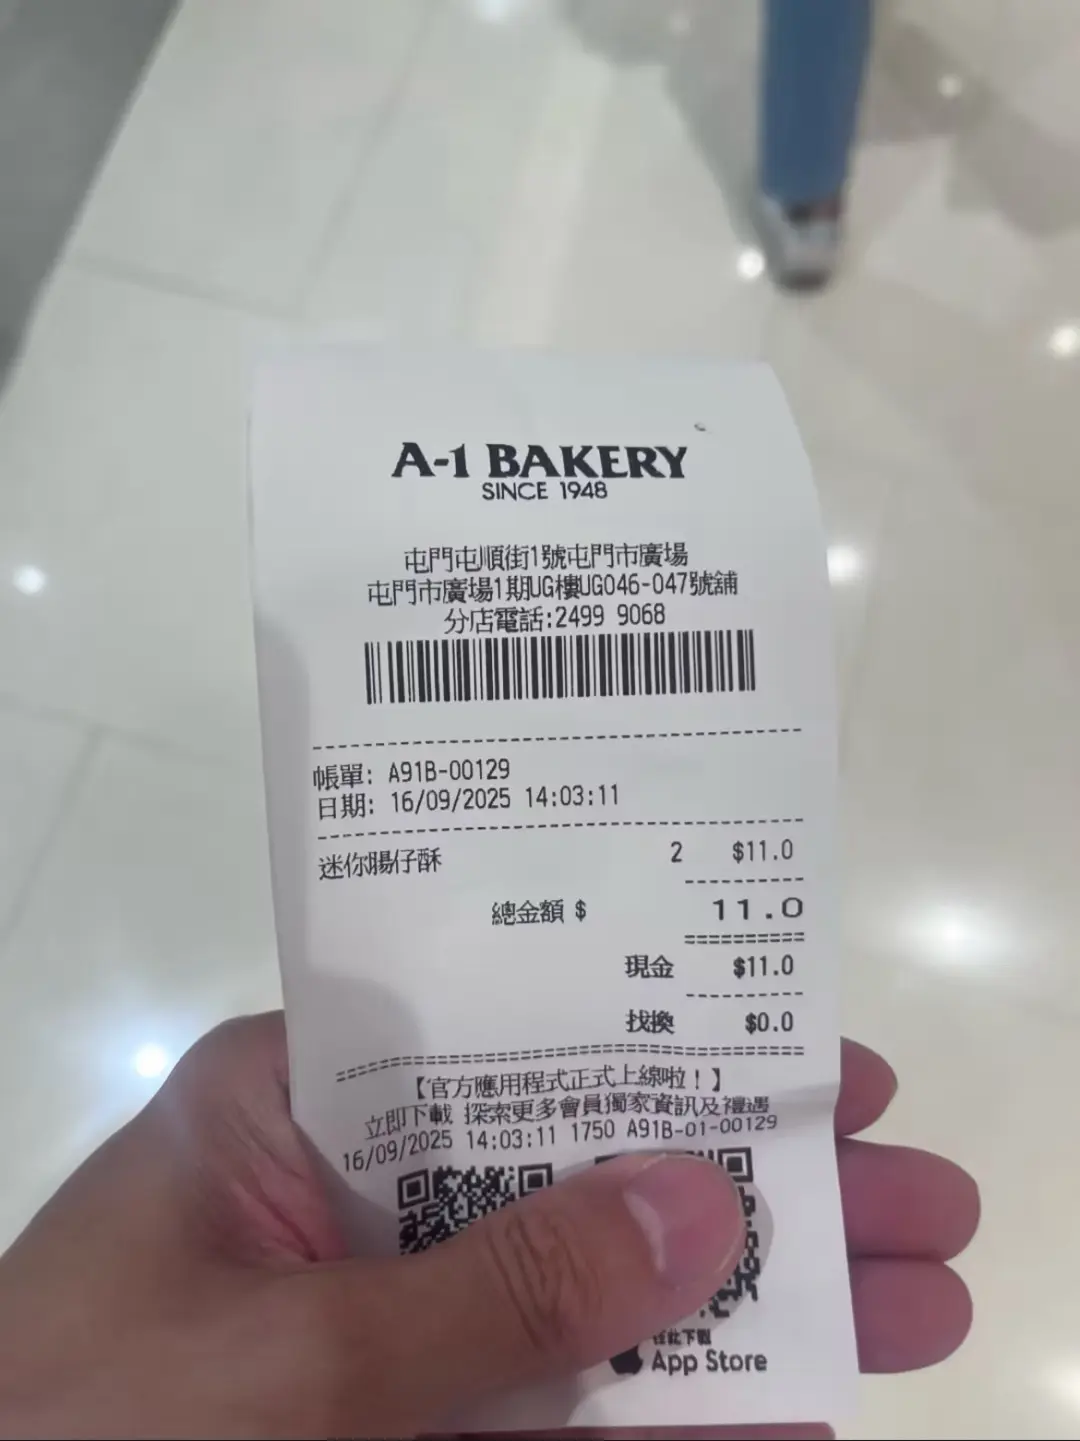 A-1 BAKERY
SINCE 1948
屯門屯順街1號屯門市廣場
屯門市廣場1期UG樓UG046-047號舖
分店電話:2499 9068
帳單: A91B-00129
日期: 16/09/2025 14:03:11
迷你腸仔酥 2 $11.0
總金額 $ 11.0
現金 $11.0
找換 $0.0
【官方應用程式正式上線啦！】
立即下載 探索更多會員獨家資訊及禮遇
16/09/2025 14:03:11 1750 A91B-01-00129
在此下載
App Store